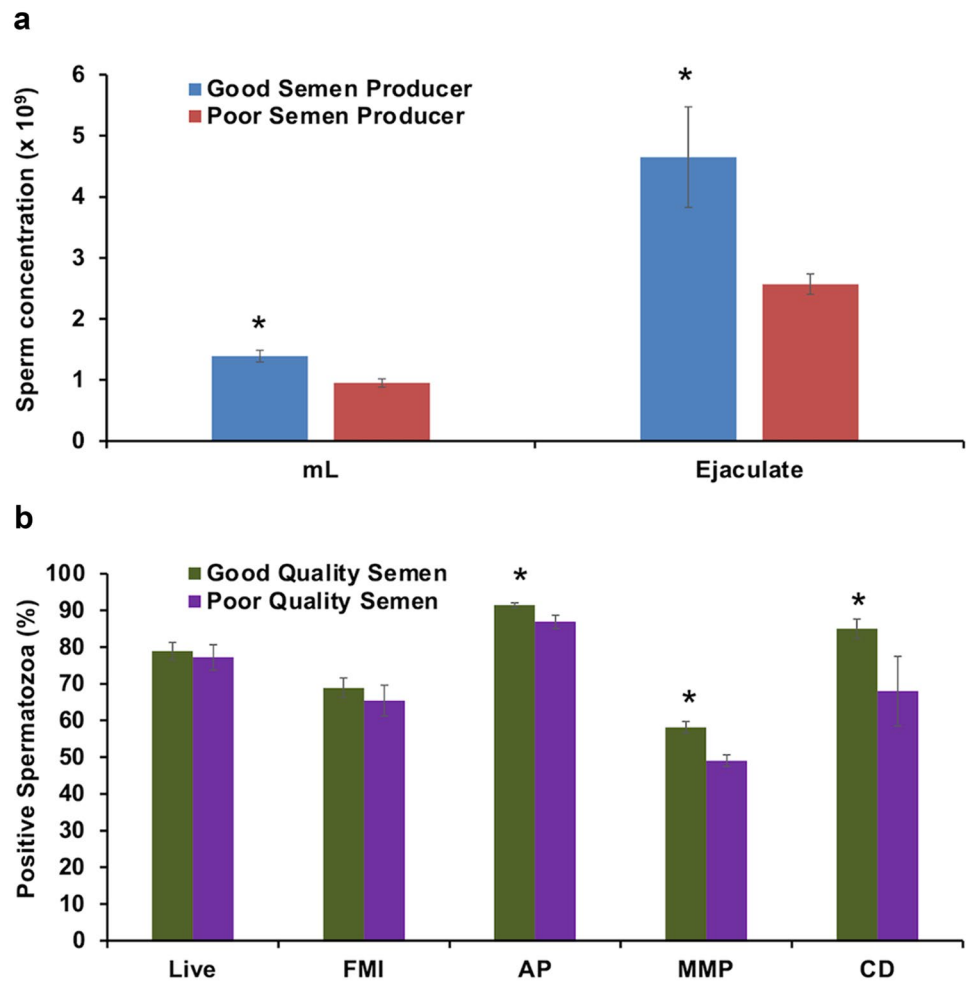 a
Sperm concentration (x 10⁹)
6
5
4
3
2
1
0
Good Semen Producer
Poor Semen Producer
*
*
mL
Ejaculate
b
Positive Spermatozoa (%)
100
90
80
70
60
50
40
30
20
10
0
Good Quality Semen
Poor Quality Semen
*
*
*
Live
FMI
AP
MMP
CD